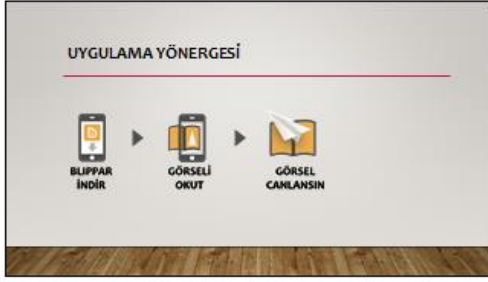 UYGULAMA YÖNERGESİ
BLIPPAR
İNDİR
GÖRSELİ
OKUT
GÖRSEL
CANLANSIN